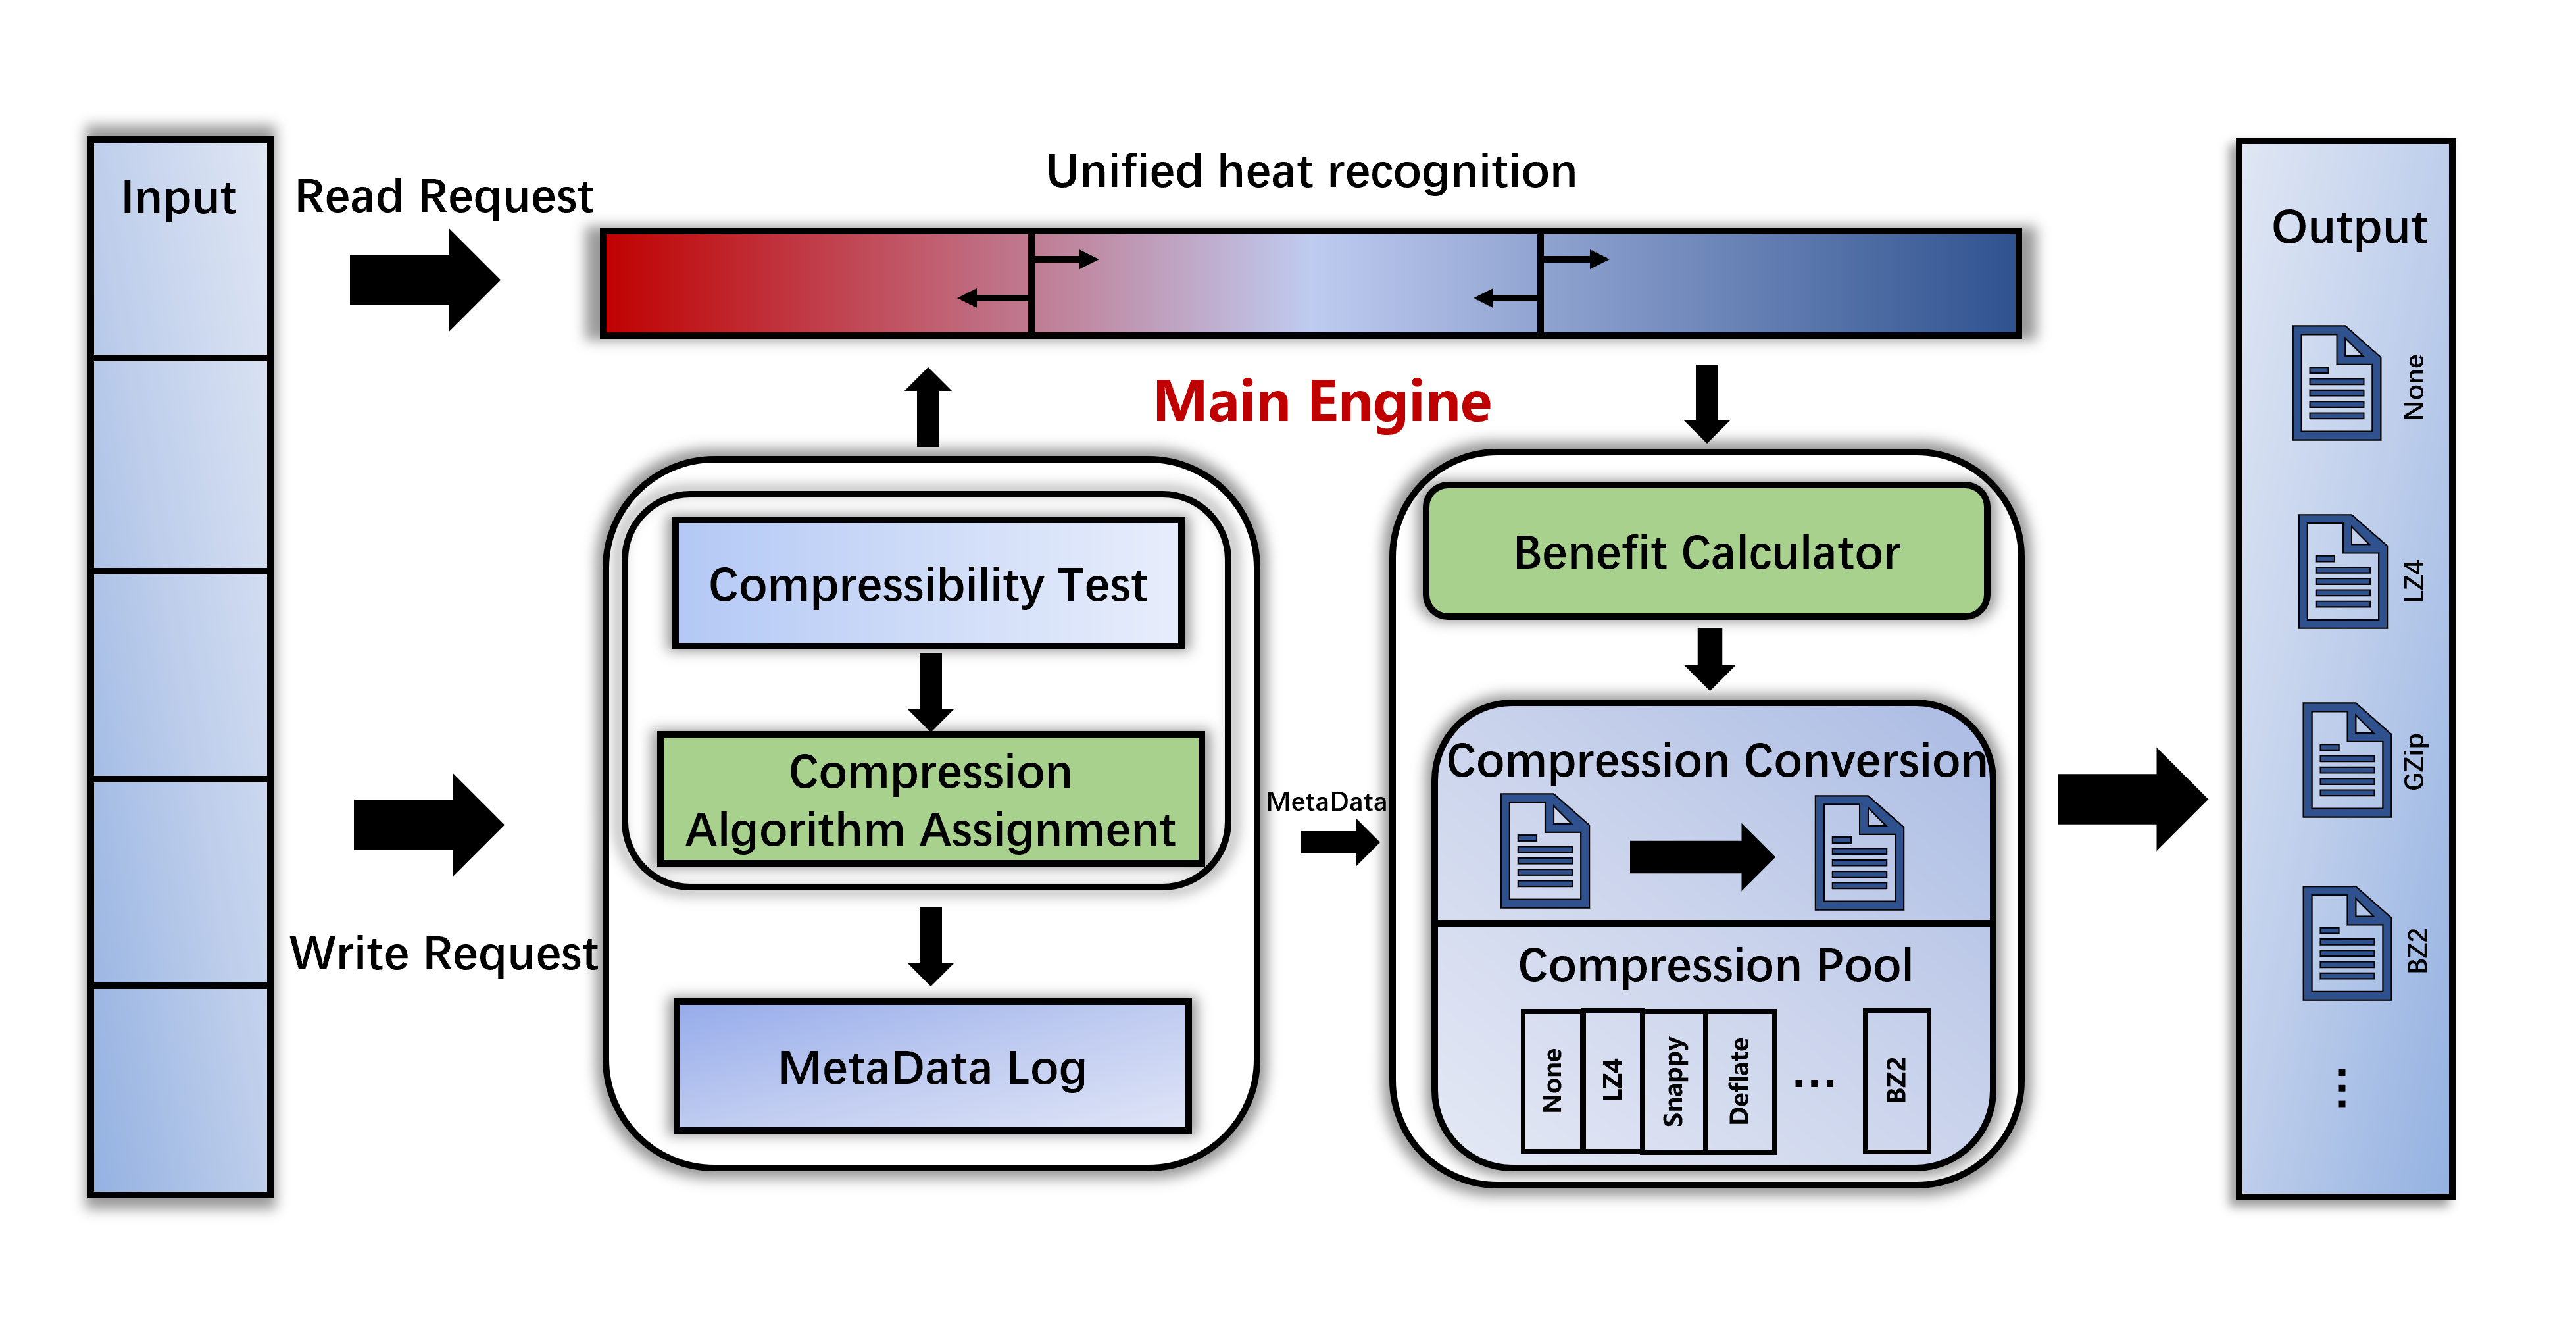 Input
Read Request
Write Request
Unified heat recognition
Main Engine
Compressibility Test
Compression
Algorithm Assignment
MetaData Log
MetaData
Benefit Calculator
Compression Conversion
Compression Pool
None
LZ4
Snappy
Deflate
...
BZ2
Output
None
LZ4
GZip
BZ2
...